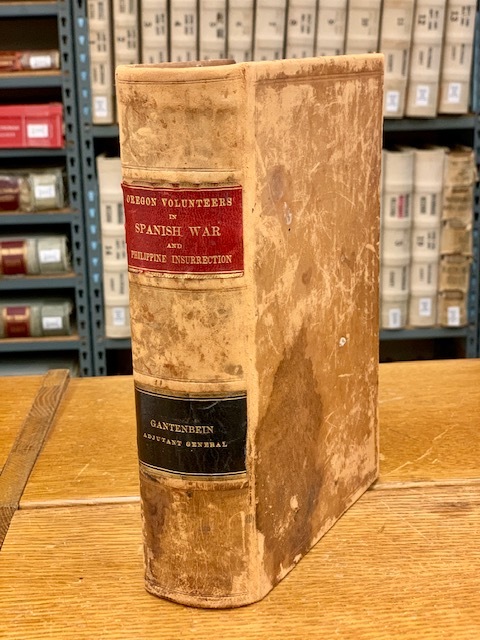 OREGON VOLUNTEERS
IN
SPANISH WAR
AND
PHILIPPINE INSURRECTION
GANTENBEIN
ADJUTANT GENERAL